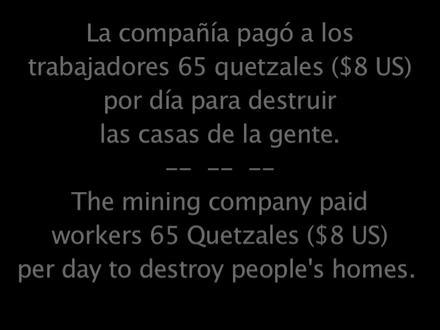 La compañía pagó a los
trabajadores 65 quetzales ($8 US)
por día para destruir
las casas de la gente.
-- -- --
The mining company paid
workers 65 Quetzales ($8 US)
per day to destroy people's homes.